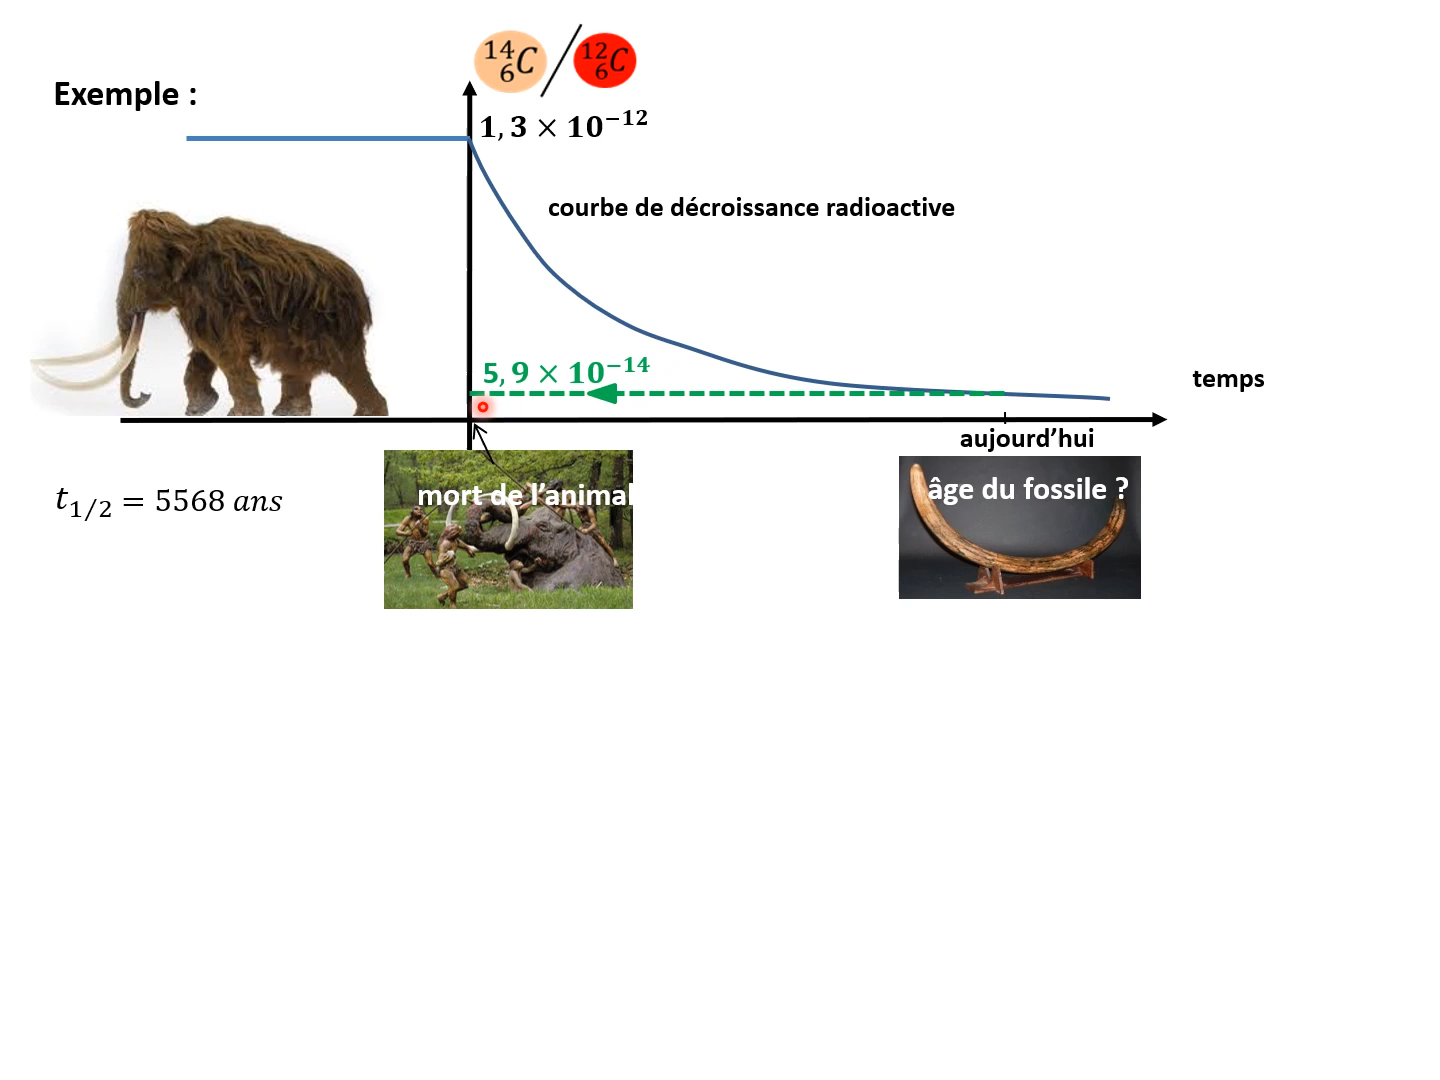 ¹⁴₆C / ¹²₆C
Exemple :
1,3 × 10⁻¹²
courbe de décroissance radioactive
5,9 × 10⁻¹⁴
temps
aujourd’hui
mort de l’animal
âge du fossile ?
t₁/₂ = 5568 ans